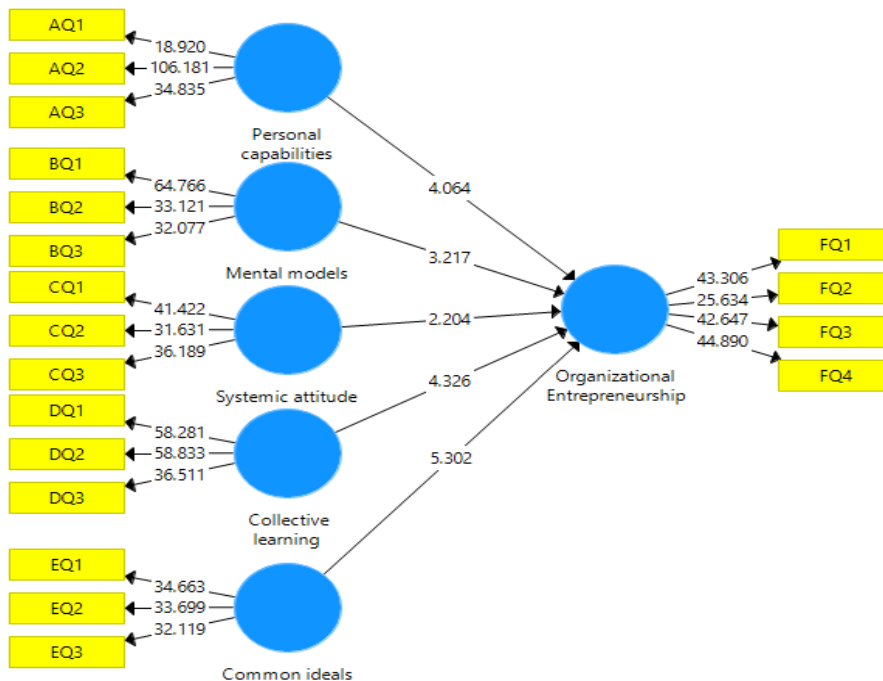 AQ1
18.920
AQ2
106.181
AQ3
34.835
Personal
capabilities
BQ1
64.766
BQ2
33.121
BQ3
32.077
Mental models
CQ1
41.422
CQ2
31.631
CQ3
36.189
Systemic attitude
DQ1
58.281
DQ2
58.833
DQ3
36.511
Collective
learning
EQ1
34.663
EQ2
33.699
EQ3
32.119
Common ideals
4.064
3.217
2.204
4.326
5.302
Organizational
Entrepreneurship
43.306
FQ1
25.634
FQ2
42.647
FQ3
44.890
FQ4